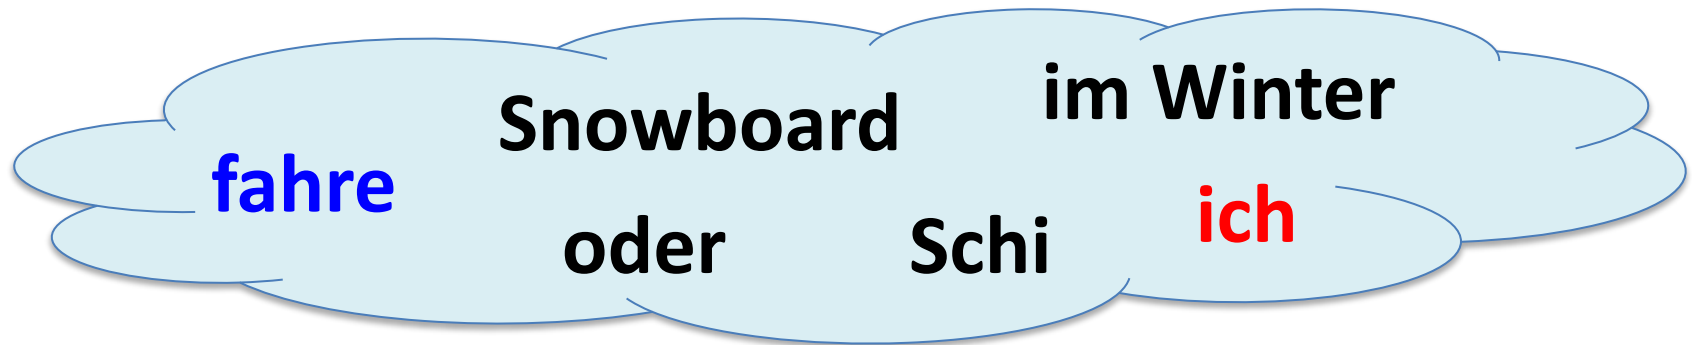 im Winter
Snowboard
fahre
ich
oder
Schi